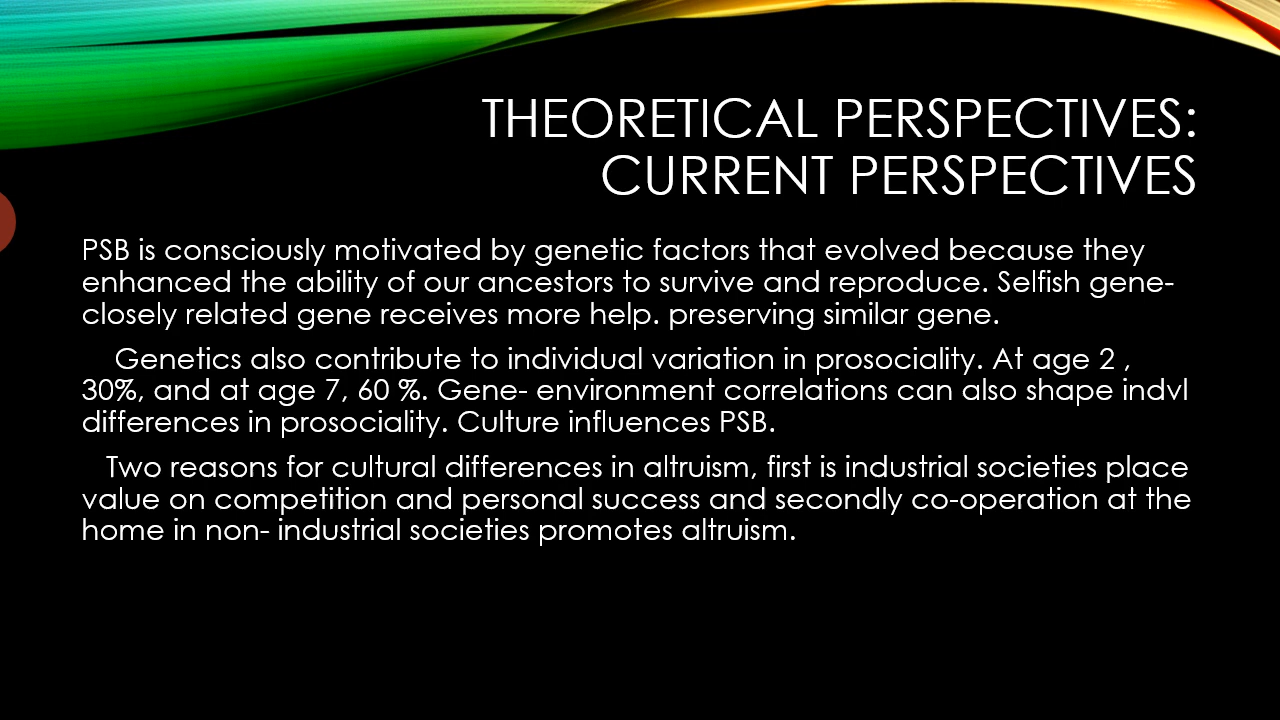 THEORETICAL PERSPECTIVES:
CURRENT PERSPECTIVES
PSB is consciously motivated by genetic factors that evolved because they
enhanced the ability of our ancestors to survive and reproduce. Selfish gene-
closely related gene receives more help. preserving similar gene.
Genetics also contribute to individual variation in prosociality. At age 2 ,
30%, and at age 7, 60 %. Gene- environment correlations can also shape indvl
differences in prosociality. Culture influences PSB.
Two reasons for cultural differences in altruism, first is industrial societies place
value on competition and personal success and secondly co-operation at the
home in non- industrial societies promotes altruism.